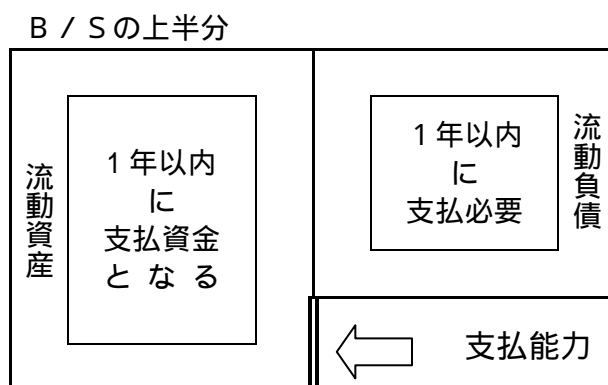 B / Sの上半分
流動資産
1年以内
に
支払資金
となる
1年以内
に
支払必要
流動負債
支払能力